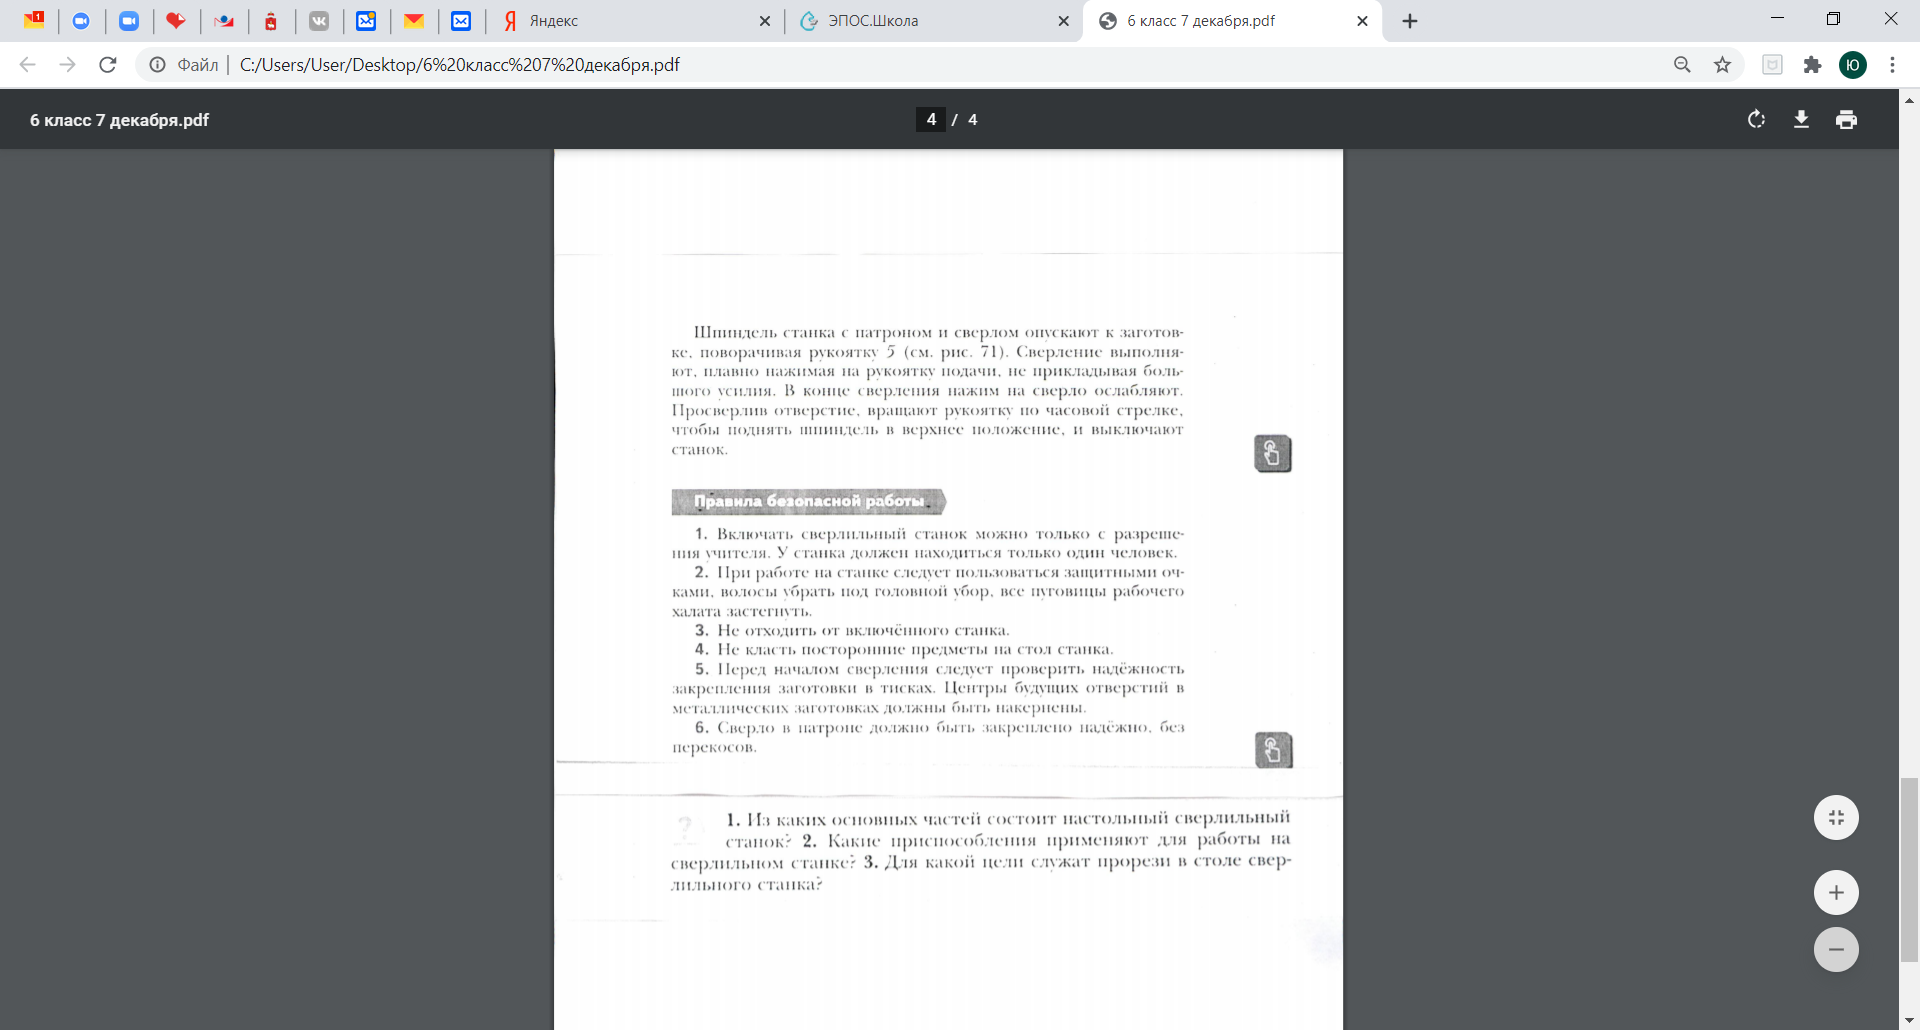 1
Яндекс
ЭПОС.Школа
6 класс 7 декабря.pdf
Файл
C:/Users/User/Desktop/6%20класс%207%20декабря.pdf
Ю
6 класс 7 декабря.pdf
4 / 4
Шпиндель станка с патроном и сверлом опускают к заготов-
ке, поворачивая рукоятку 5 (см. рис. 71). Сверление выполня-
ют, плавно нажимая на рукоятку подачи, не прикладывая боль-
шого усилия. В конце сверления нажим на сверло ослабляют.
Просверлив отверстие, вращают рукоятку по часовой стрелке,
чтобы поднять шпиндель в верхнее положение, и выключают
станок.
Правила безопасной работы
1. Включать сверлильный станок можно только с разреше-
ния учителя. У станка должен находиться только один человек.
2. При работе на станке следует пользоваться защитными оч-
ками, волосы убрать под головной убор, все пуговицы рабочего
халата застегнуть.
3. Не отходить от включённого станка.
4. Не класть посторонние предметы на стол станка.
5. Перед началом сверления следует проверить надёжность
закрепления заготовки в тисках. Центры будущих отверстий в
металлических заготовках должны быть накернены.
6. Сверло в патроне должно быть закреплено надёжно, без
перекосов.
? 1. Из каких основных частей состоит настольный сверлильный
станок? 2. Какие приспособления применяют для работы на
сверлильном станке? 3. Для какой цели служат прорези в столе свер-
лильного станка?